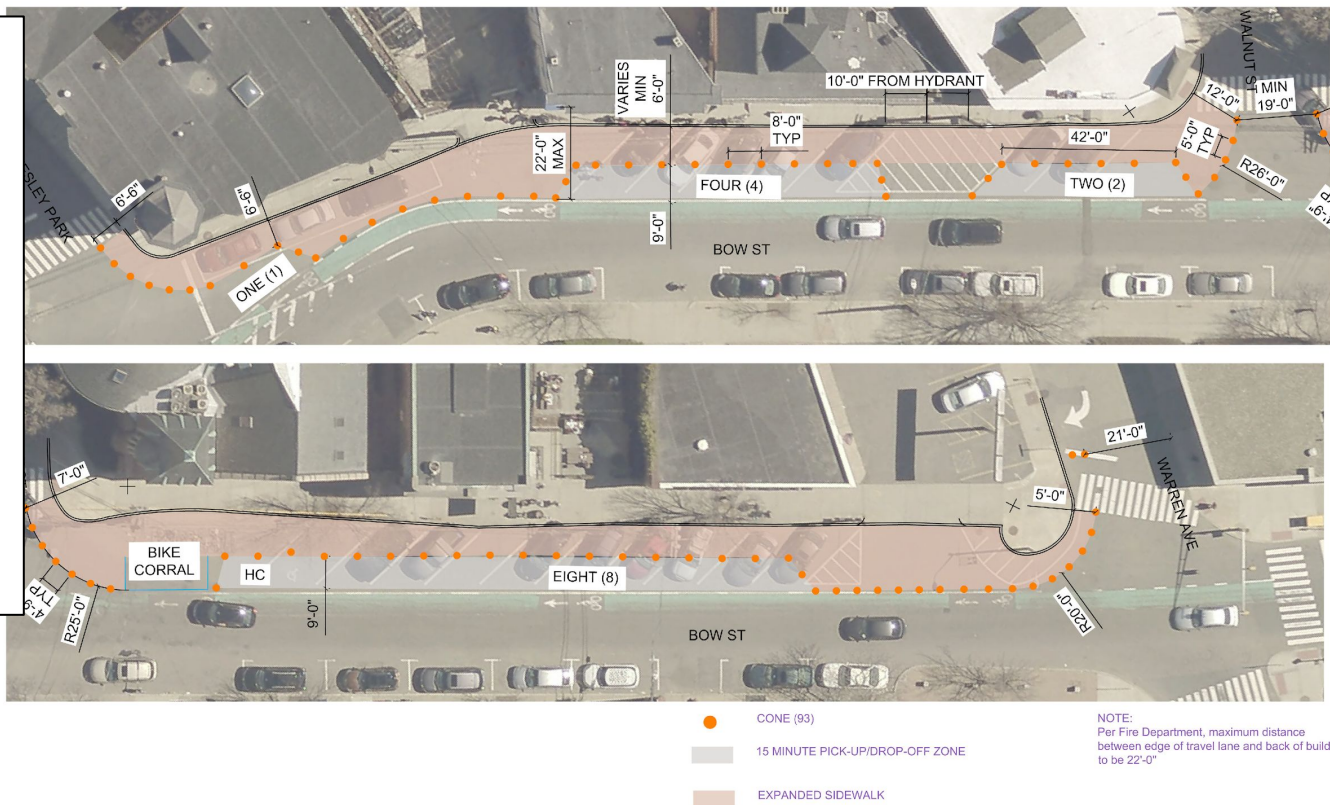 WALNUT ST
VARIES
MIN
6'-0"
10'-0" FROM HYDRANT
MIN
19'-0"
12'-0"
8'-0"
TYP
22'-0"
MAX
42'-0"
5'-0"
TYP
6'-6"
6'-6"
FOUR (4)
TWO (2)
R26'-0"
9'-0"
BOW ST
ONE (1)
ESLEY PARK
4'-9"
7'-0"
21'-0"
5'-0"
WARREN AVE
BIKE
CORRAL
HC
EIGHT (8)
TYP
R25'-0"
9'-0"
R20'-0"
BOW ST
CONE (93)
15 MINUTE PICK-UP/DROP-OFF ZONE
EXPANDED SIDEWALK
NOTE:
Per Fire Department, maximum distance
between edge of travel lane and back of build
to be 22'-0"